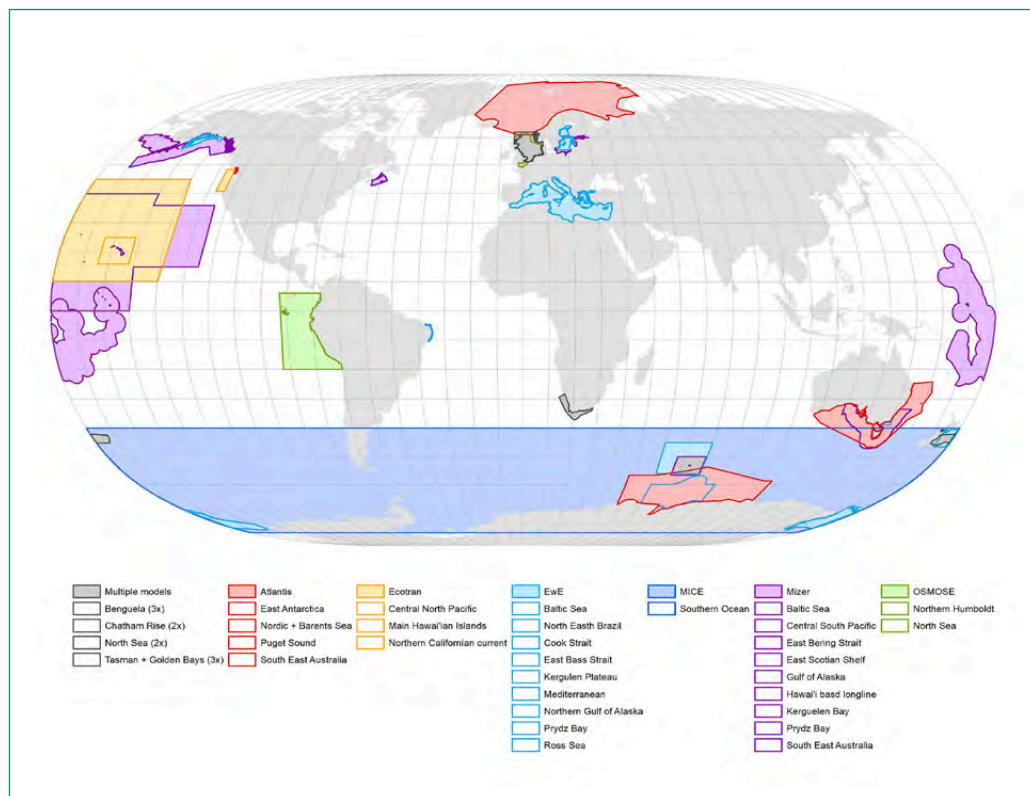 Multiple models
Benguela (3x)
Chatham Rise (2x)
North Sea (2x)
Tasman + Golden Bays (3x)
Atlantis
East Antarctica
Nordic + Barents Sea
Puget Sound
South East Australia
Ecotran
Central North Pacific
Main Hawai'ian Islands
Northern Californian current
EwE
Baltic Sea
North Easth Brazil
Cook Strait
East Bass Strait
Kergulen Plateau
Mediterranean
Northern Gulf of Alaska
Prydz Bay
Ross Sea
MICE
Southern Ocean
Mizer
Baltic Sea
Central South Pacific
East Bering Strait
East Scotian Shelf
Gulf of Alaska
Hawai'i basd longline
Kerguelen Bay
Prydz Bay
South East Australia
OSMOSE
Northern Humboldt
North Sea